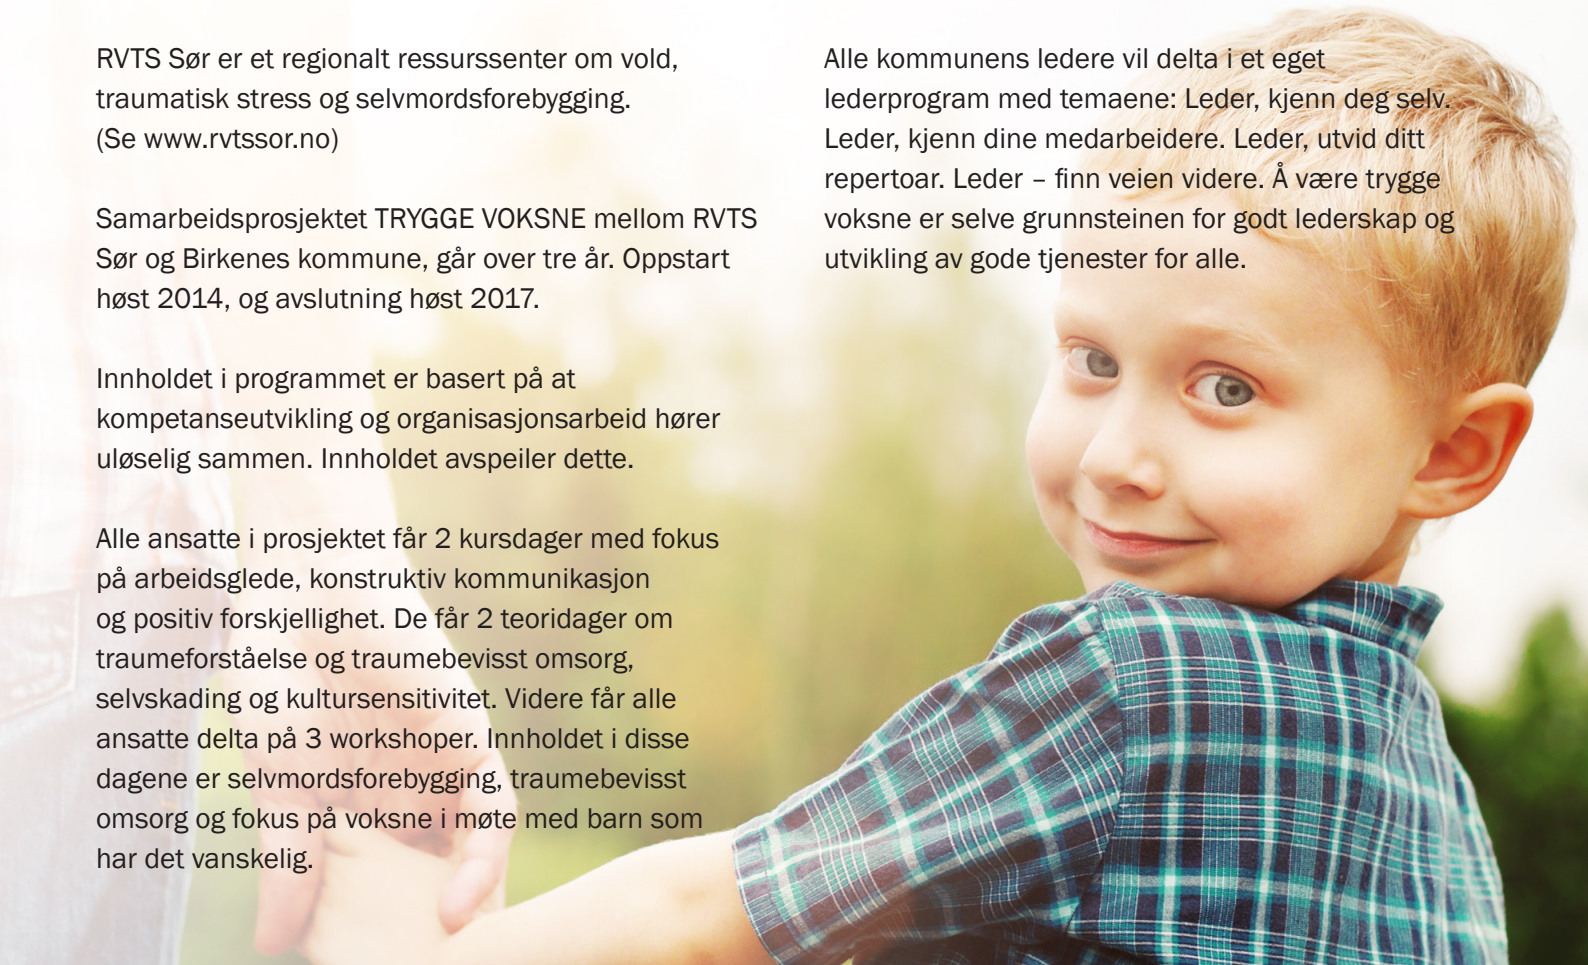 RVTS Sør er et regionalt ressurssenter om vold,
traumatisk stress og selvmordsforebygging.
(Se www.rvtssor.no)
Samarbeidsprosjektet TRYGGE VOKSNE mellom RVTS
Sør og Birkenes kommune, går over tre år. Oppstart
høst 2014, og avslutning høst 2017.
Innholdet i programmet er basert på at
kompetanseutvikling og organisasjonsarbeid hører
uløselig sammen. Innholdet avspeiler dette.
Alle ansatte i prosjektet får 2 kursdager med fokus
på arbeidsglede, konstruktiv kommunikasjon
og positiv forskjellighet. De får 2 teoridager om
traumeforståelse og traumebevisst omsorg,
selvskading og kultursensitivitet. Videre får alle
ansatte delta på 3 workshoper. Innholdet i disse
dagene er selvmordsforebygging, traumebevisst
omsorg og fokus på voksne i møte med barn som
har det vanskelig.
Alle kommunens ledere vil delta i et eget
lederprogram med temaene: Leder, kjenn deg selv.
Leder, kjenn dine medarbeidere. Leder, utvid ditt
repertoar. Leder – finn veien videre. Å være trygge
voksne er selve grunnsteinen for godt lederskap og
utvikling av gode tjenester for alle.